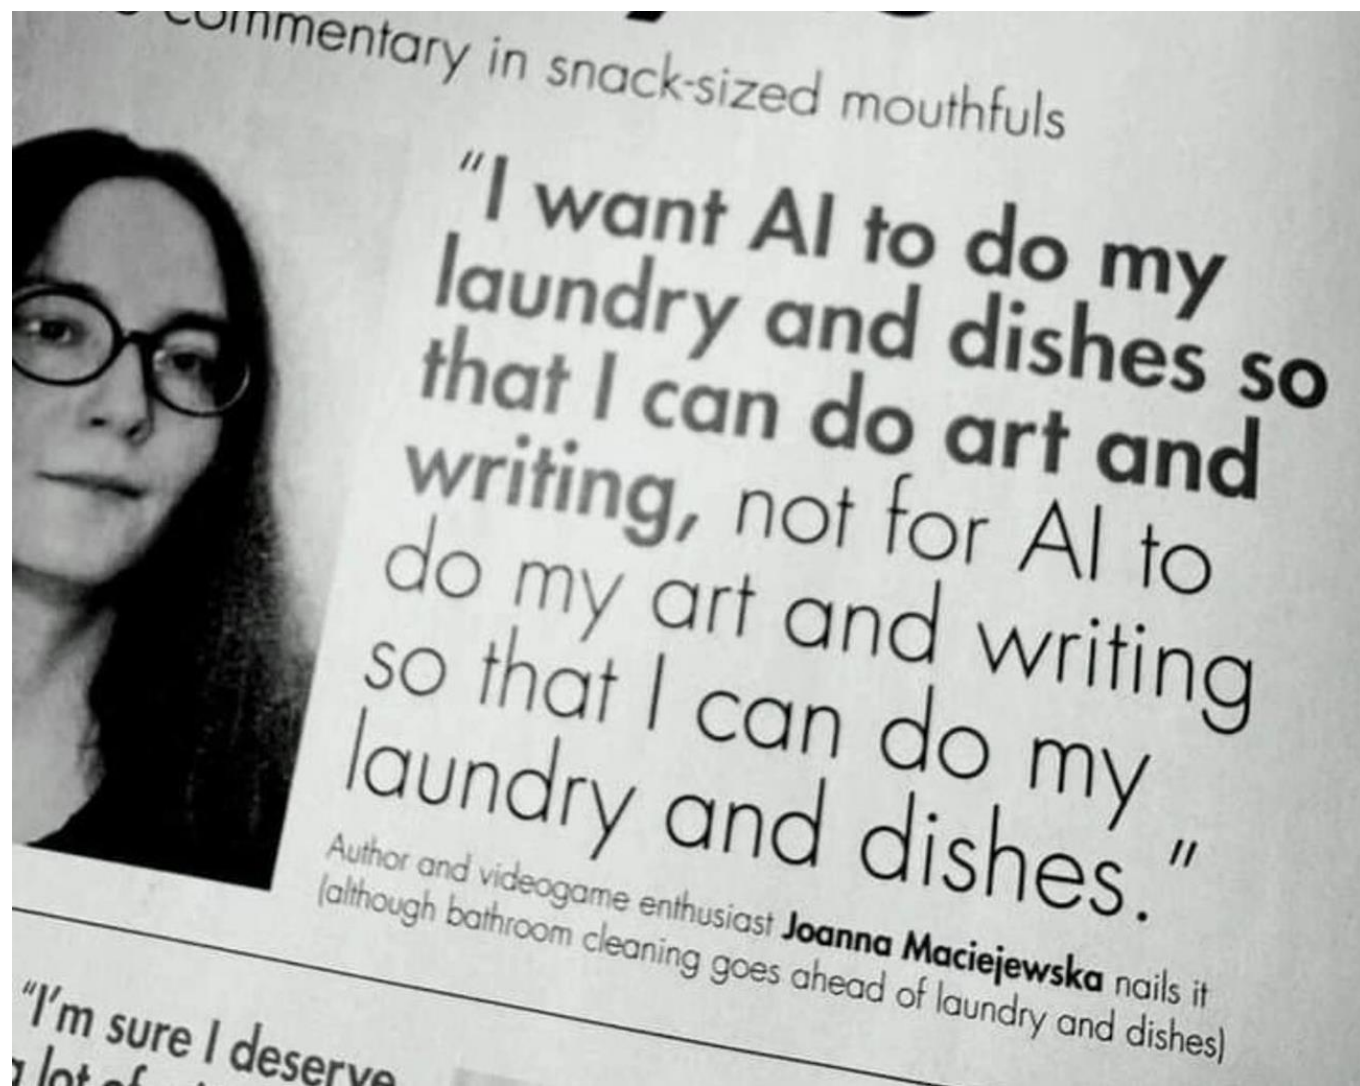 commentary in snack-sized mouthfuls
“I want AI to do my
laundry and dishes so
that I can do art and
writing, not for AI to
do my art and writing
so that I can do my
laundry and dishes.”
Author and videogame enthusiast Joanna Maciejewska nails it
(although bathroom cleaning goes ahead of laundry and dishes)
“I’m sure I deserve
a lot of